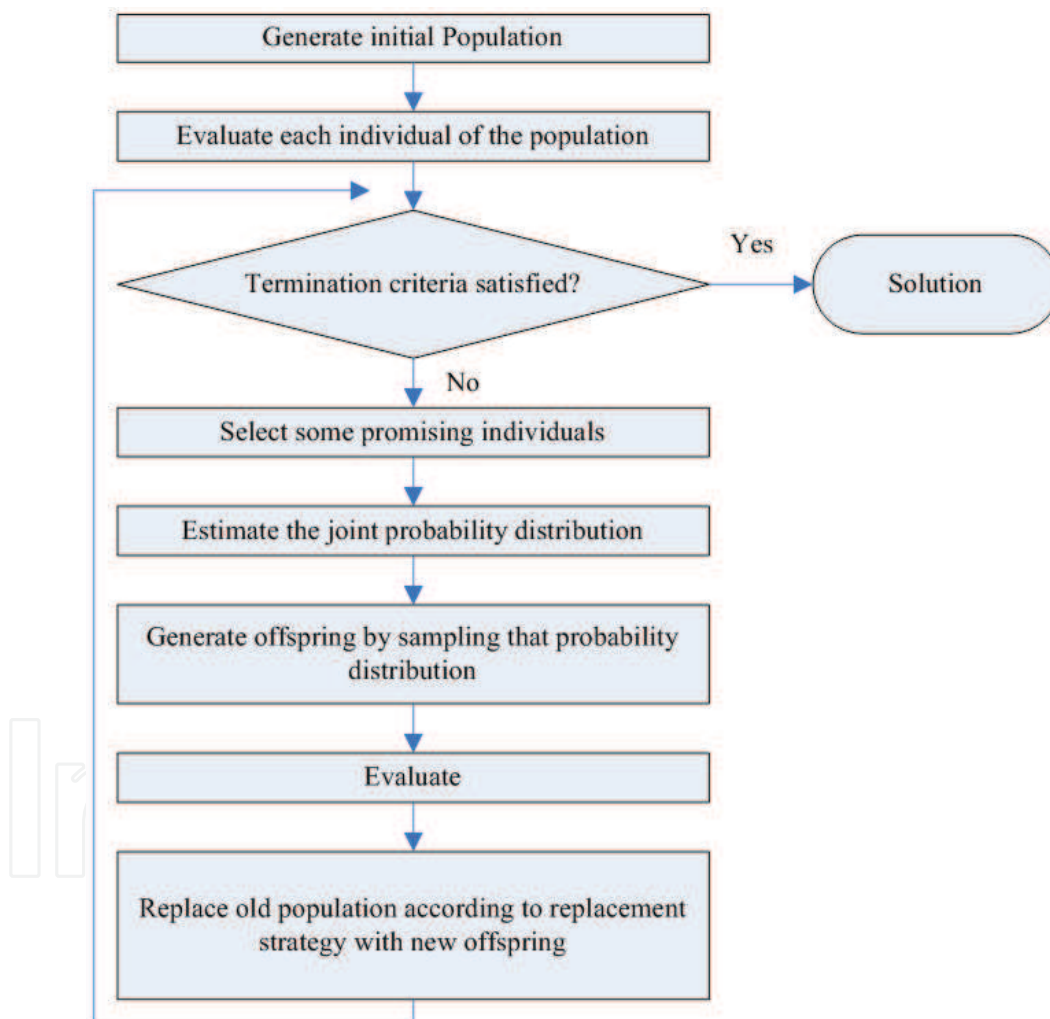 Generate initial Population
Evaluate each individual of the population
Termination criteria satisfied?
Yes
Solution
No
Select some promising individuals
Estimate the joint probability distribution
Generate offspring by sampling that probability
distribution
Evaluate
Replace old population according to replacement
strategy with new offspring